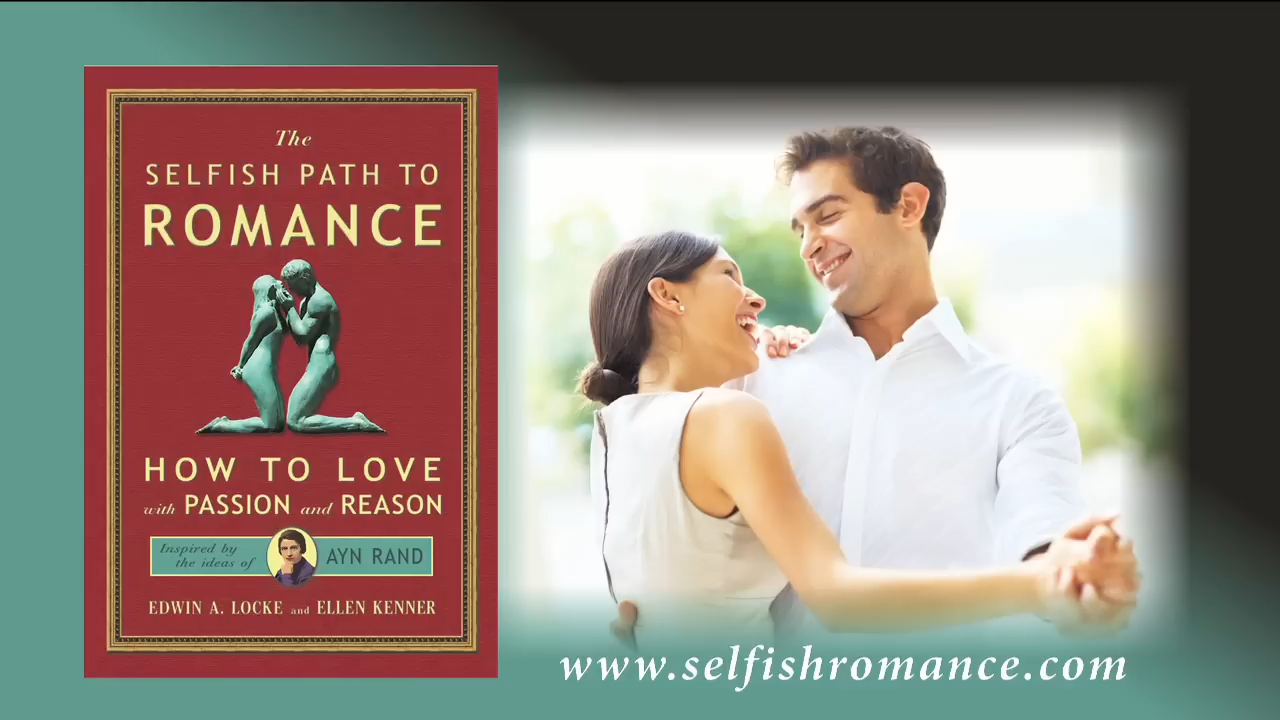 The
SELFISH PATH TO
ROMANCE
HOW TO LOVE
with PASSION and REASON
Inspired by
the ideas of
AYN RAND
EDWIN A. LOCKE and ELLEN KENNER
www.selfishromance.com